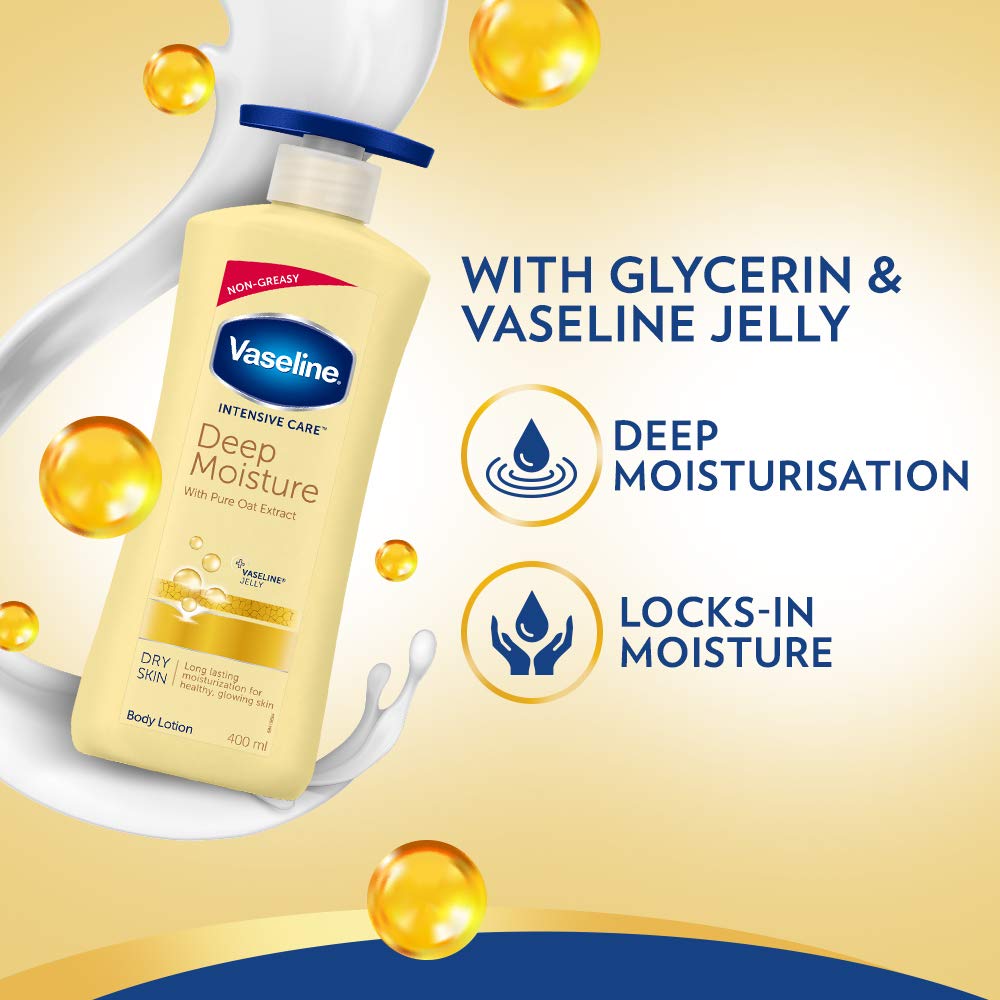 NON-GREASY
Vaseline®
INTENSIVE CARE™
Deep
Moisture
With Pure Oat Extract
+VASELINE®
JELLY
DRY
SKIN
Long lasting
moisturization for
healthy, glowing skin
Body Lotion
400 ml
WITH GLYCERIN &
VASELINE JELLY
DEEP
MOISTURISATION
LOCKS-IN
MOISTURE